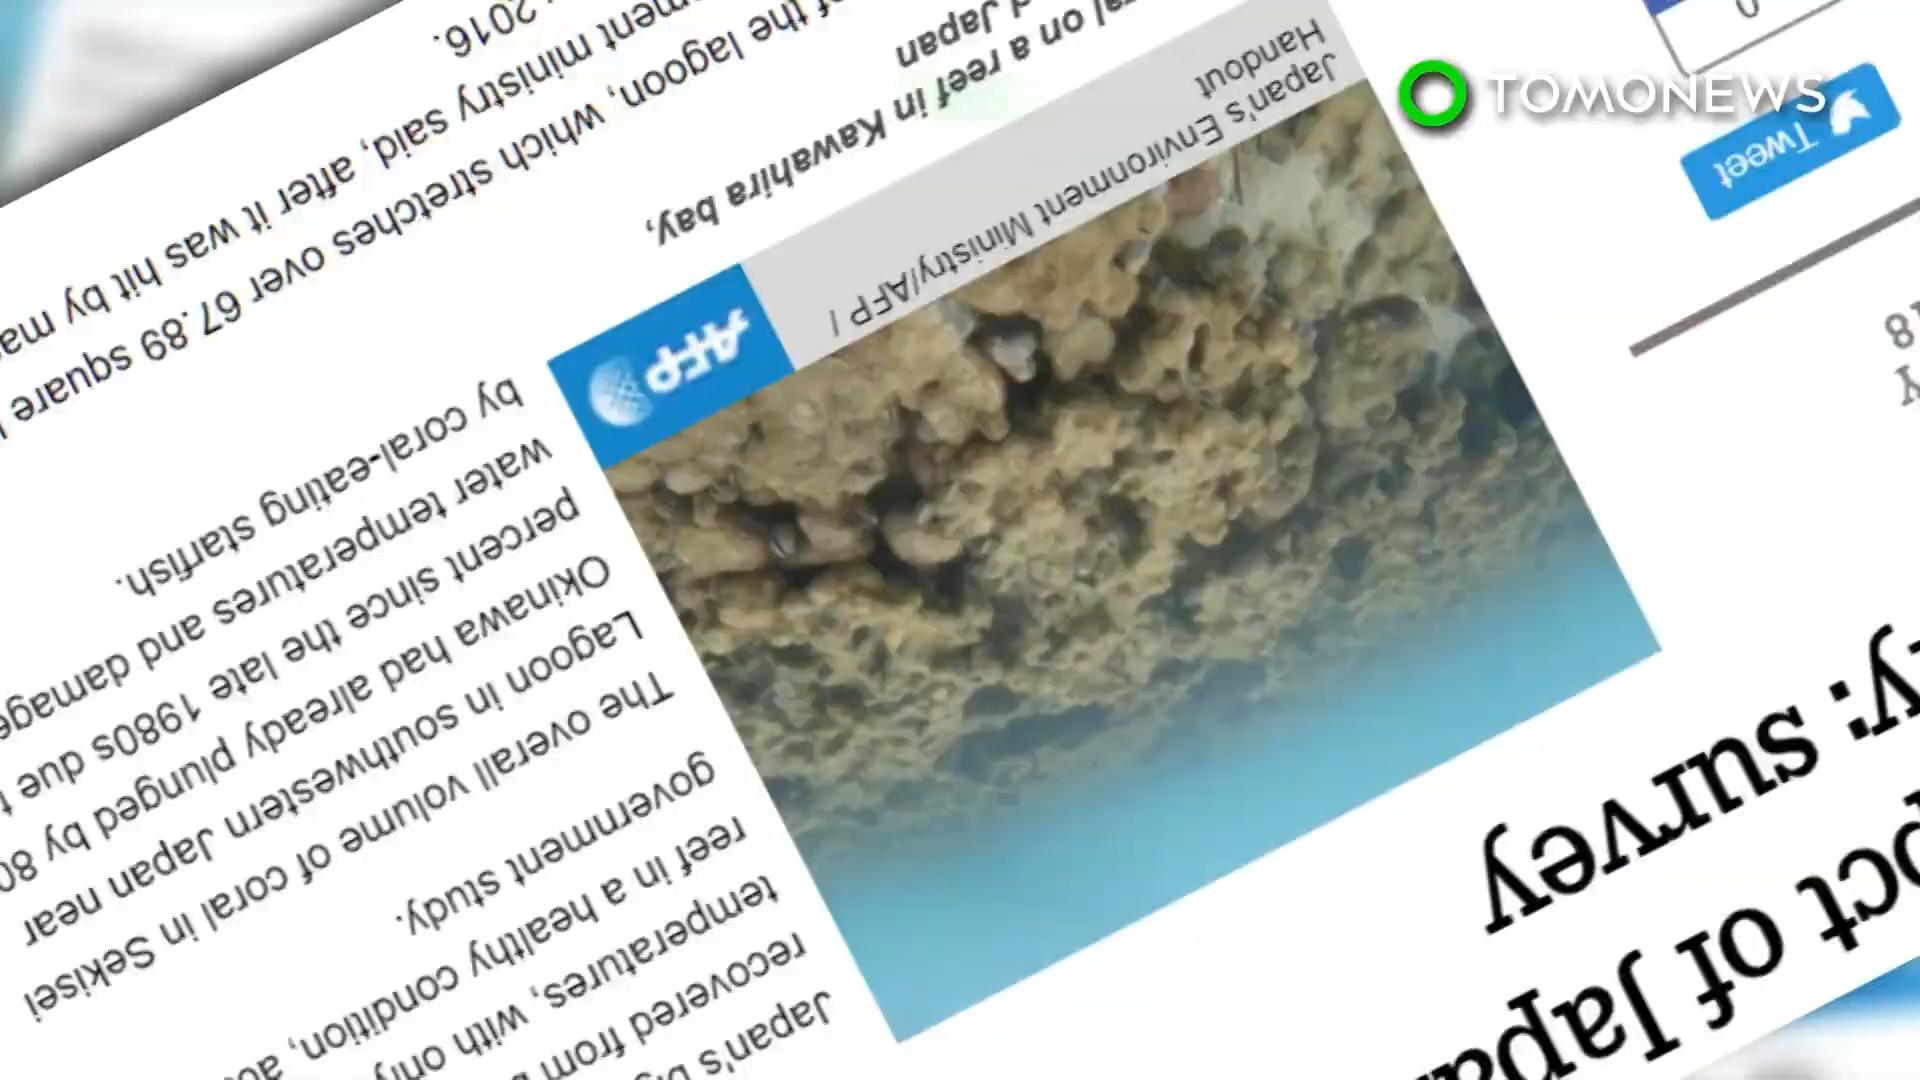 TOMONEWS
0
Tweet
18
of Japa
survey
Japan's
recovered from
temperatures, with only
reef in a healthy condition,
government study.
The overall volume of coral in Sekisei
Lagoon in southwestern Japan near
Okinawa had already plunged by 80
percent since the late 1980s due
water temperatures and damage
by coral-eating starfish.
of the lagoon, which stretches over 67.89 square
ministry said, after it was hit by
2016.
AFP
Japan's Environment Ministry/AFP /
Handout
on a reef in Kawahira bay,
Japan